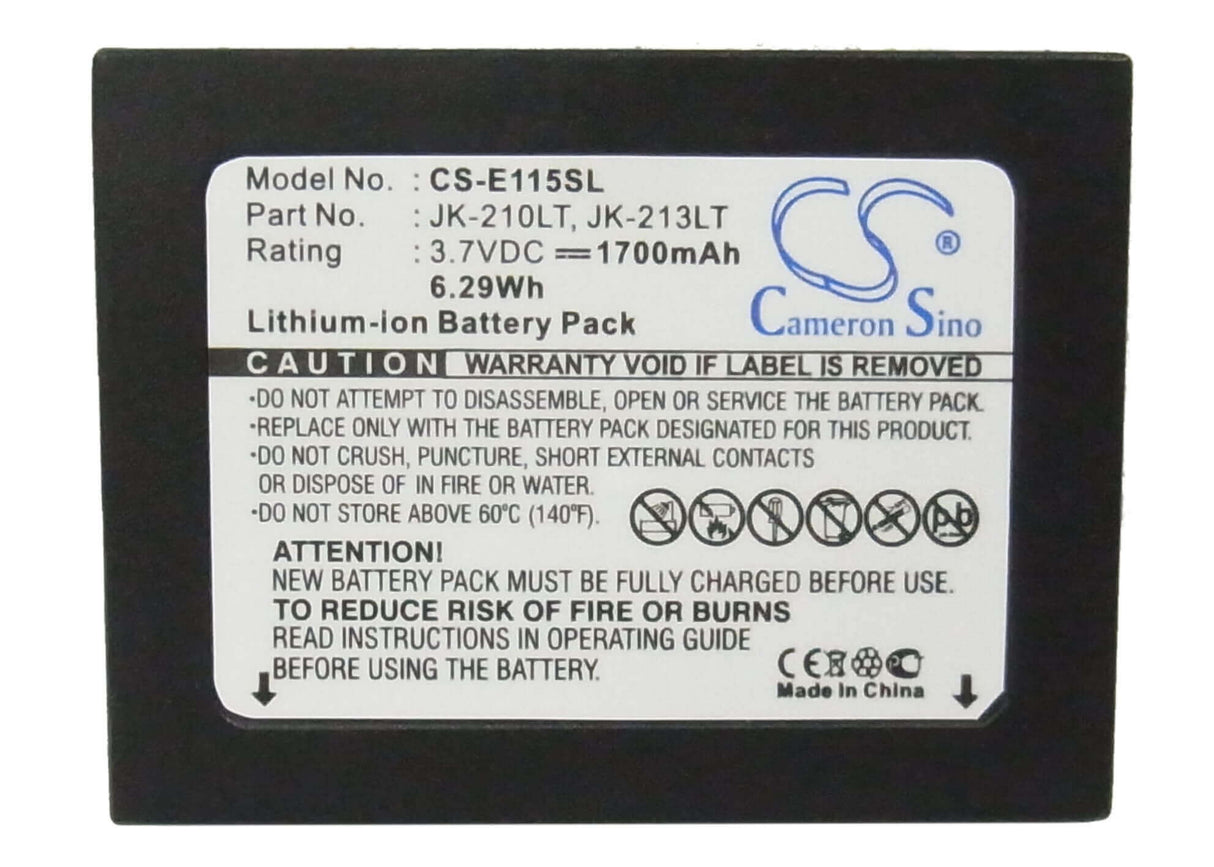 Model No. : CS-E115SL
Part No. : JK-210LT, JK-213LT
Rating : 3.7VDC 1700mAh
6.29Wh
Lithium-ion Battery Pack
CS ®
Cameron Sino
CAUTION WARRANTY VOID IF LABEL IS REMOVED
•DO NOT ATTEMPT TO DISASSEMBLE, OPEN OR SERVICE THE BATTERY PACK.
•REPLACE ONLY WITH THE BATTERY PACK DESIGNATED FOR THIS PRODUCT.
•DO NOT CRUSH, PUNCTURE, SHORT EXTERNAL CONTACTS
OR DISPOSE OF IN FIRE OR WATER.
•DO NOT STORE ABOVE 60°C (140°F).
Pb
ATTENTION!
NEW BATTERY PACK MUST BE FULLY CHARGED BEFORE USE.
TO REDUCE RISK OF FIRE OR BURNS
READ INSTRUCTIONS IN OPERATING GUIDE
BEFORE USING THE BATTERY.
CE
Made In China